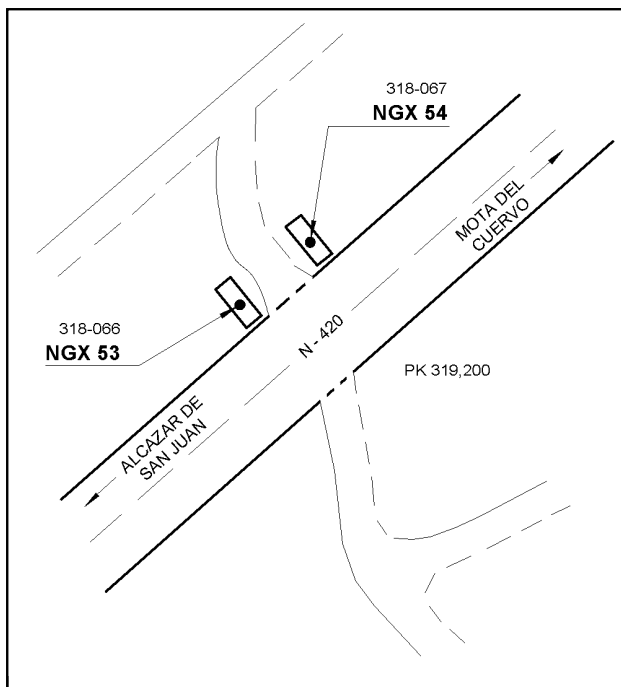 318-067
NGX 54
MOTA DEL
CUERVO
318-066
NGX 53
N - 420
PK 319,200
ALCAZAR DE
SAN JUAN